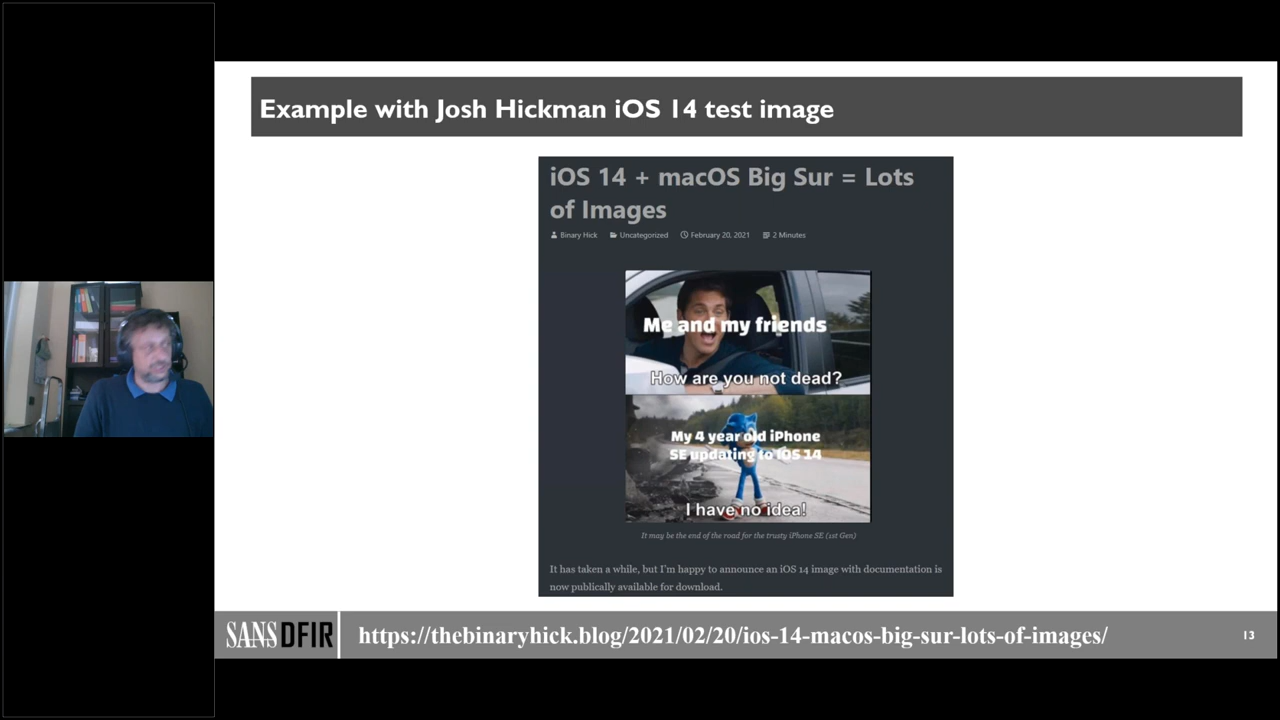 Example with Josh Hickman iOS 14 test image
iOS 14 + macOS Big Sur = Lots
of Images
Binary Hick Uncategorized February 20, 2021 2 Minutes
Me and my friends
How are you not dead?
My 4 year old iPhone
SE updating to iOS 14
I have no idea!
It may be the end of the road for the trusty iPhone SE (1st Gen)
It has taken a while, but I'm happy to announce an iOS 14 image with documentation is
now publically available for download.
SANS DFIR https://thebinaryhick.blog/2021/02/20/ios-14-macos-big-sur-lots-of-images/ 13